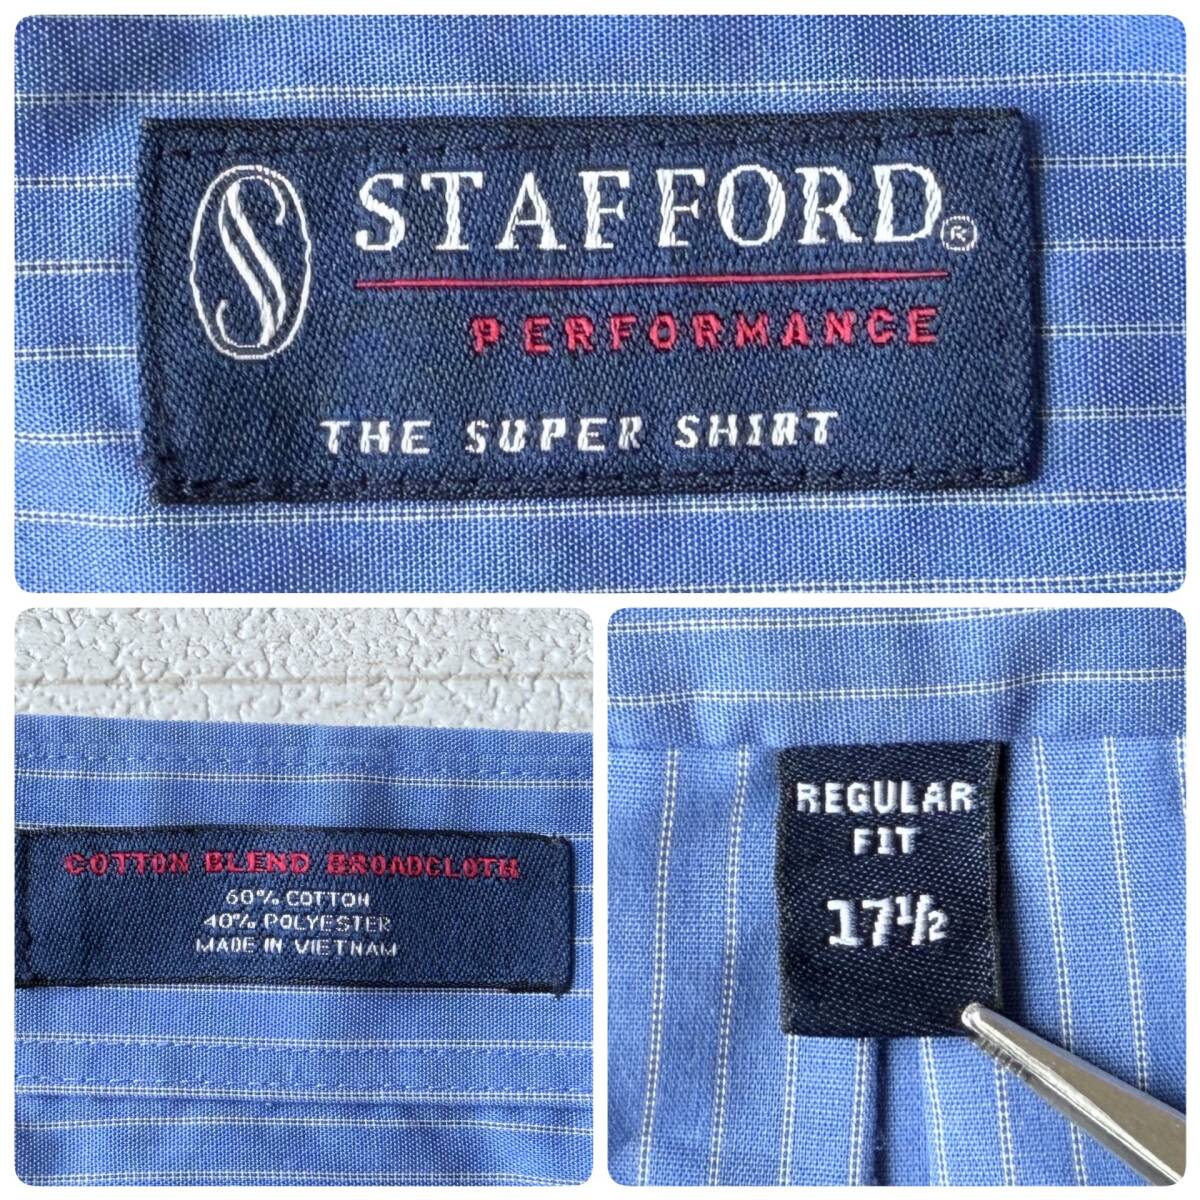 S STAFFORD®
PERFORMANCE
THE SUPER SHIRT
COTTON BLEND BROADCLOTH
60% COTTON
40% POLYESTER
MADE IN VIETNAM
REGULAR
FIT
17½